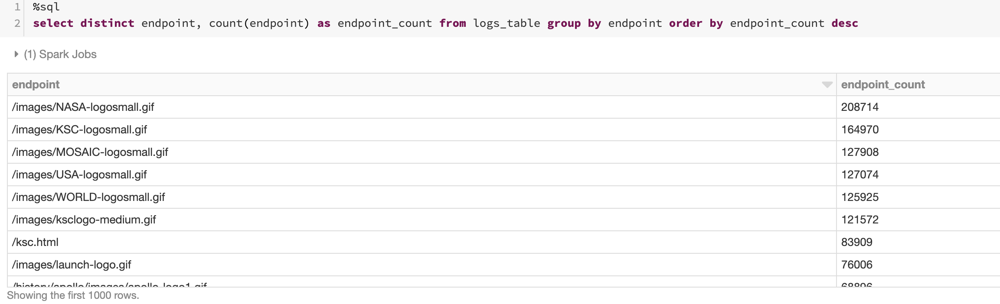 1 %sql
2 select distinct endpoint, count(endpoint) as endpoint_count from logs_table group by endpoint order by endpoint_count desc
(1) Spark Jobs
endpoint endpoint_count
/images/NASA-logosmall.gif 208714
/images/KSC-logosmall.gif 164970
/images/MOSAIC-logosmall.gif 127908
/images/USA-logosmall.gif 127074
/images/WORLD-logosmall.gif 125925
/images/ksclogo-medium.gif 121572
/ksc.html 83909
/images/launch-logo.gif 76006
/history/apollo/images/apollo-logo1.gif 68896
Showing the first 1000 rows.